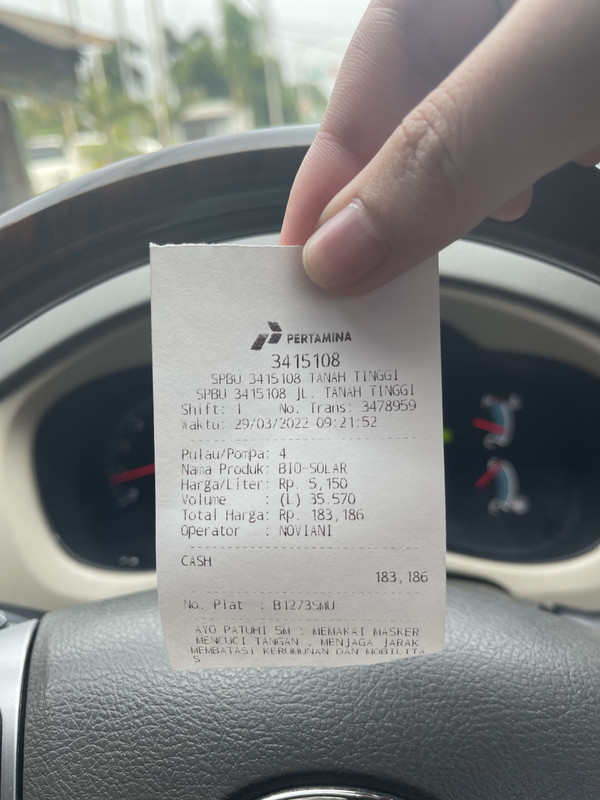 PERTAMINA
3415108
SPBU 3415108 TANAH TINGGI
SPBU 3415108 JL. TANAH TINGGI
Shift: 1 No. Trans: 3478959
Waktu: 29/03/2022 09:21:52
Pulau/Pompa: 4
Nama Produk: BIO-SOLAR
Harga/Liter: Rp. 5,150
Volume : (L) 35.570
Total Harga: Rp. 183,186
Operator : NOVIANI
CASH
183,186
No. Plat : B1273SMU
AYO PATUHI 5M : MEMAKAI MASKER
MENCUCI TANGAN , MENJAGA JARAK
MEMBATASI KERUMUNAN DAN MOBILITA
S